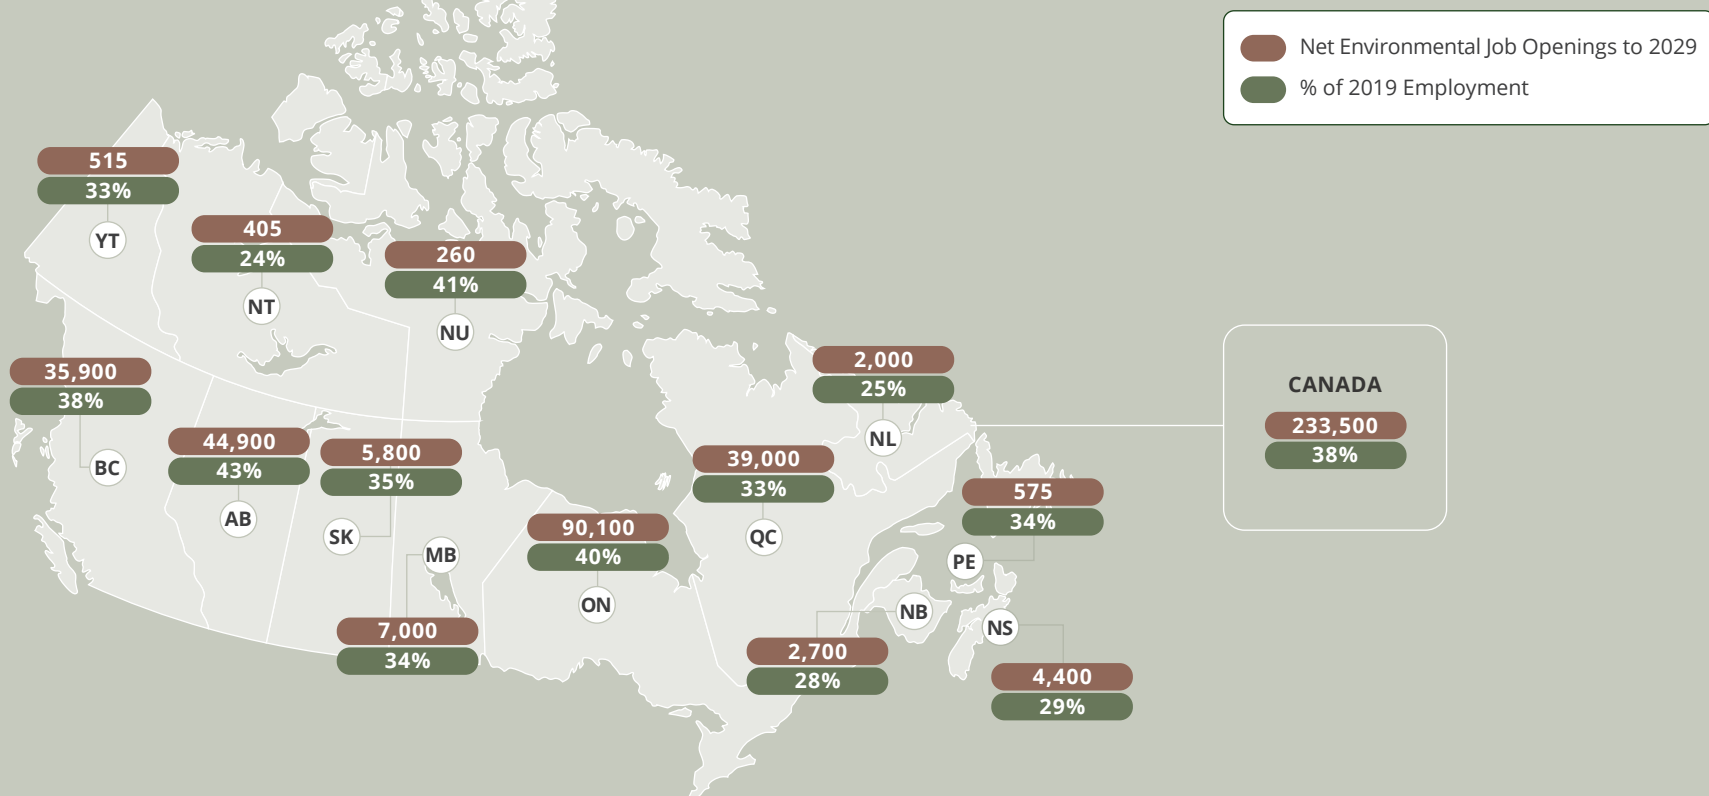 Net Environmental Job Openings to 2029
% of 2019 Employment
515
33%
YT
405
24%
NT
260
41%
NU
35,900
38%
BC
44,900
43%
AB
5,800
35%
SK
7,000
34%
MB
90,100
40%
ON
39,000
33%
QC
2,000
25%
NL
575
34%
PE
2,700
28%
NB
4,400
29%
NS
CANADA
233,500
38%